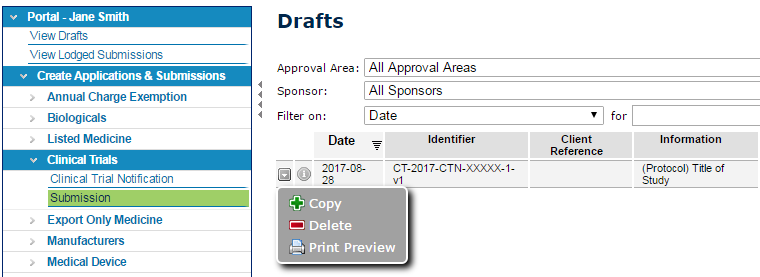 Portal - Jane Smith
View Drafts
View Lodged Submissions
Create Applications & Submissions
Annual Charge Exemption
Biologicals
Listed Medicine
Clinical Trials
Clinical Trial Notification
Submission
Export Only Medicine
Manufacturers
Medical Device
Drafts
Approval Area: All Approval Areas
Sponsor: All Sponsors
Filter on: Date for
Date Identifier Client Reference Information
2017-08-28 CT-2017-CTN-XXXXX-1-v1 (Protocol) Title of Study
Copy
Delete
Print Preview